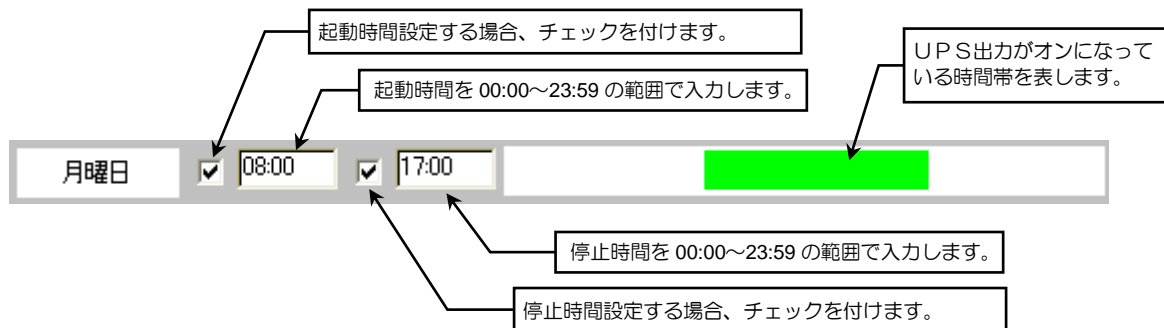 起動時間設定する場合、チェックを付けます。
UPS出力がオンになって
いる時間帯を表します。
起動時間を 00:00～23:59 の範囲で入力します。
月曜日 08:00 17:00
停止時間を 00:00～23:59 の範囲で入力します。
停止時間設定する場合、チェックを付けます。